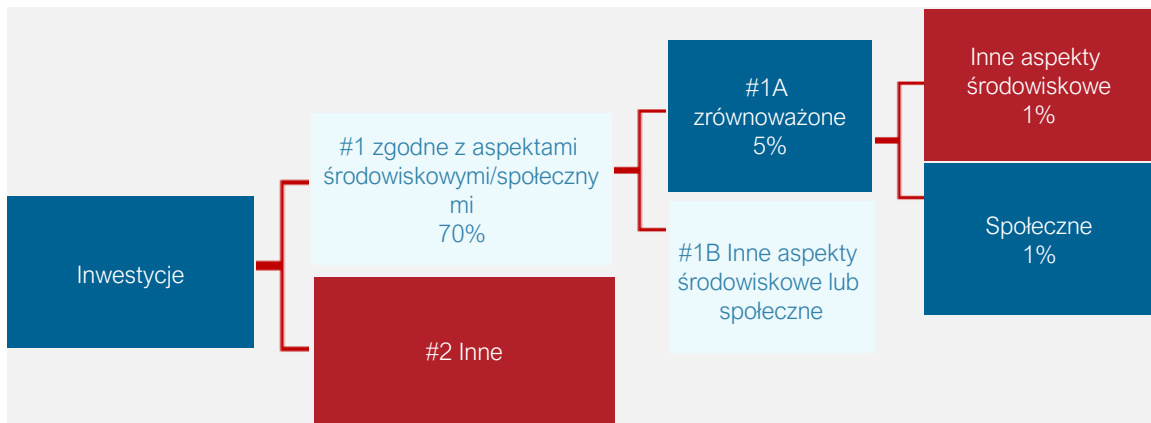 Inwestycje
#1 zgodne z aspektami
środowiskowymi/społeczny
mi
70%
#2 Inne
#1A
zrównoważone
5%
#1B Inne aspekty
środowiskowe lub
społeczne
Inne aspekty
środowiskowe
1%
Społeczne
1%